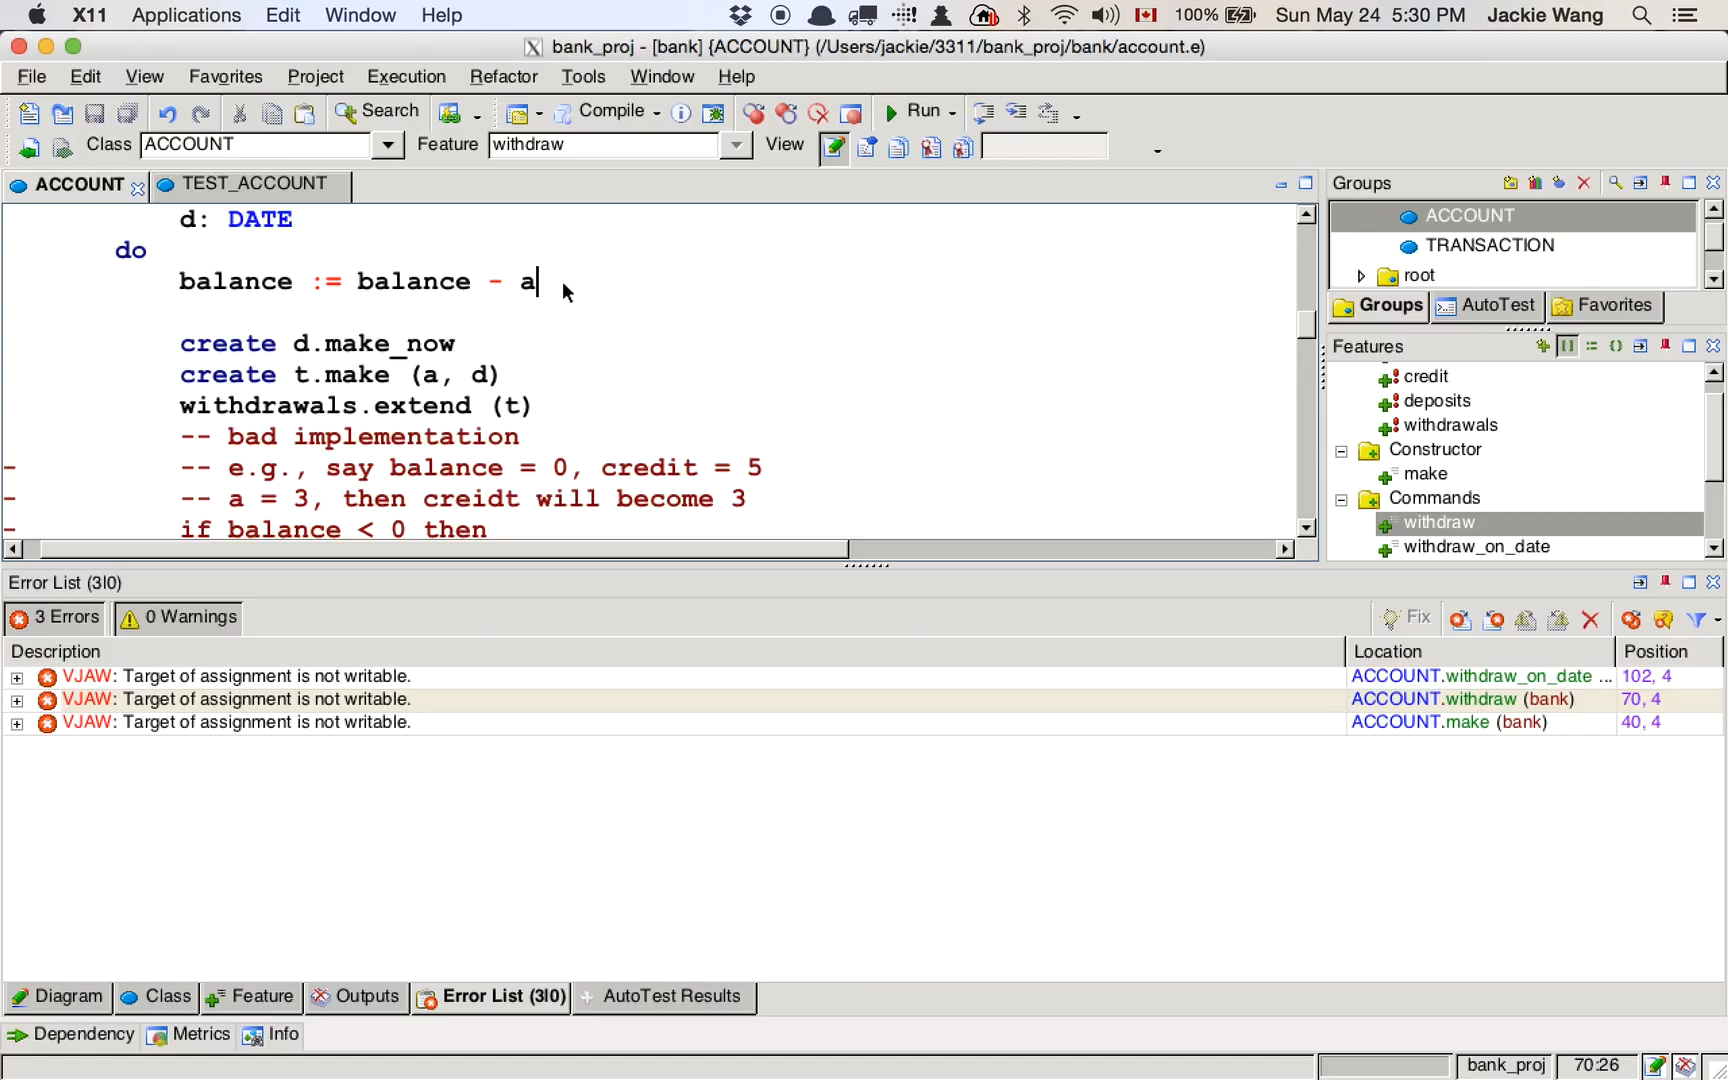 X11 Applications Edit Window Help 100% Sun May 24 5:30 PM Jackie Wang
X bank_proj - [bank] {ACCOUNT} (/Users/jackie/3311/bank_proj/bank/account.e)
File Edit View Favorites Project Execution Refactor Tools Window Help
Search Compile Run
Class ACCOUNT Feature withdraw View
ACCOUNT TEST_ACCOUNT
d: DATE
do
balance := balance - a
create d.make_now
create t.make (a, d)
withdrawals.extend (t)
-- bad implementation
-- e.g., say balance = 0, credit = 5
-- a = 3, then creidt will become 3
if balance < 0 then
Groups
ACCOUNT
TRANSACTION
root
Groups AutoTest Favorites
Features
credit
deposits
withdrawals
Constructor
make
Commands
withdraw
withdraw_on_date
Error List (3|0)
3 Errors 0 Warnings Fix
Description Location Position
VJAW: Target of assignment is not writable. ACCOUNT.withdraw_on_date ... 102, 4
VJAW: Target of assignment is not writable. ACCOUNT.withdraw (bank) 70, 4
VJAW: Target of assignment is not writable. ACCOUNT.make (bank) 40, 4
Diagram Class Feature Outputs Error List (3|0) AutoTest Results
Dependency Metrics Info
bank_proj 70:26